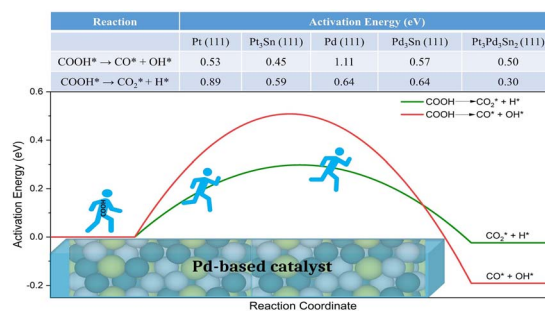 Reaction Activation Energy (eV)
Pt (111) Pt₃Sn (111) Pd (111) Pd₃Sn (111) Pt₃Pd₃Sn₂ (111)
COOH* → CO* + OH* 0.53 0.45 1.11 0.57 0.50
COOH* → CO₂* + H* 0.89 0.59 0.64 0.64 0.30
0.6
COOH → CO₂* + H*
COOH → CO* + OH*
0.4
Activation Energy (eV)
0.2
COOH
0.0
CO₂* + H*
Pd-based catalyst
CO* + OH*
-0.2
Reaction Coordinate